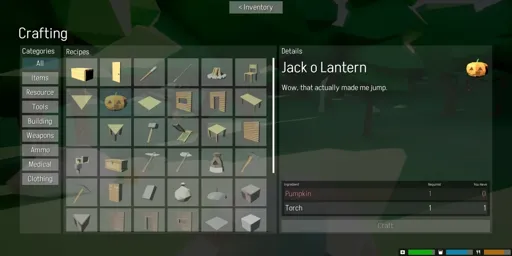 < Inventory
Crafting
Categories
All
Items
Resource
Tools
Building
Weapons
Ammo
Medical
Clothing
Recipes
Details
Jack o Lantern
Wow, that actually made me jump.
Ingredient Required You Have
Pumpkin 1 0
Torch 1 1
Craft